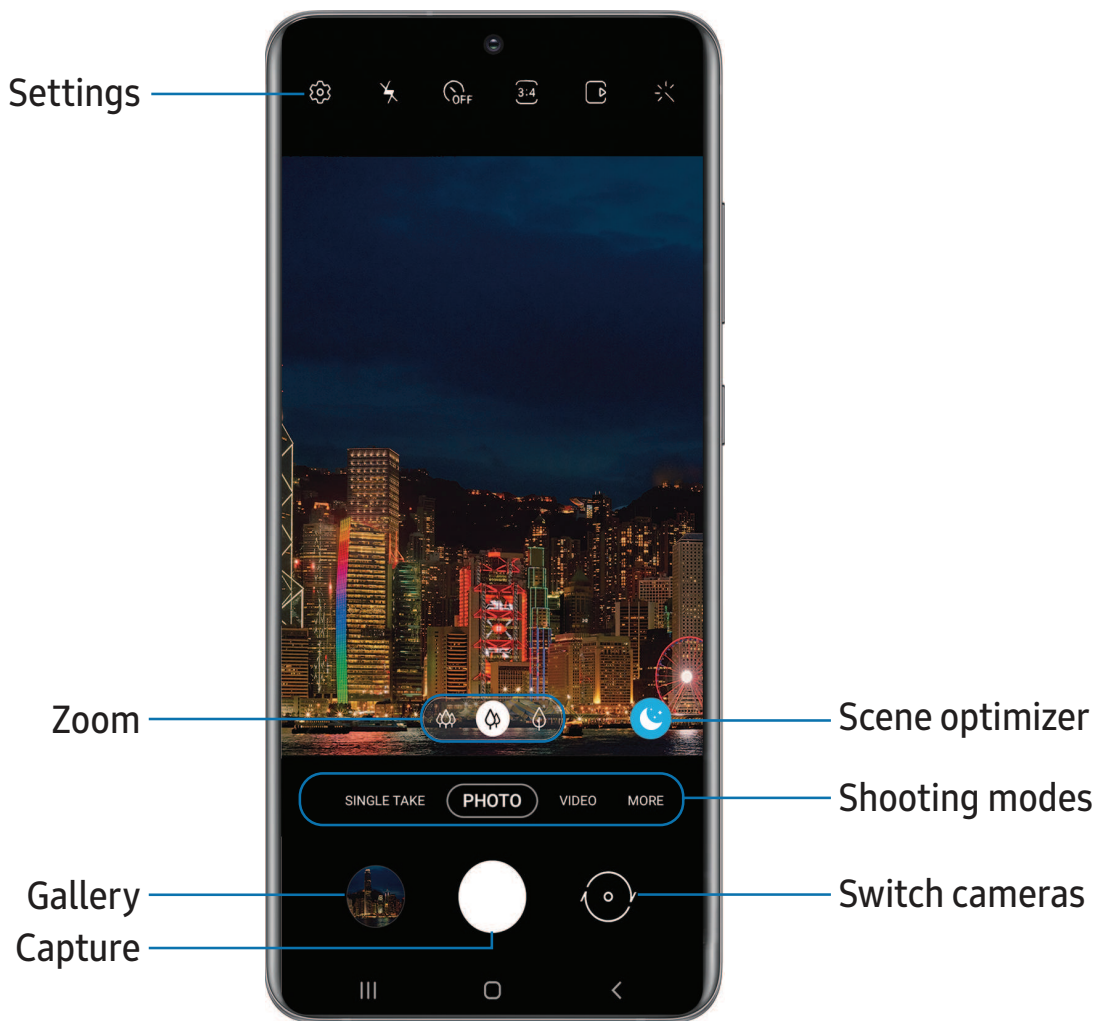 Settings
OFF
3:4
Zoom
Scene optimizer
SINGLE TAKE PHOTO VIDEO MORE
Shooting modes
Gallery
Switch cameras
Capture